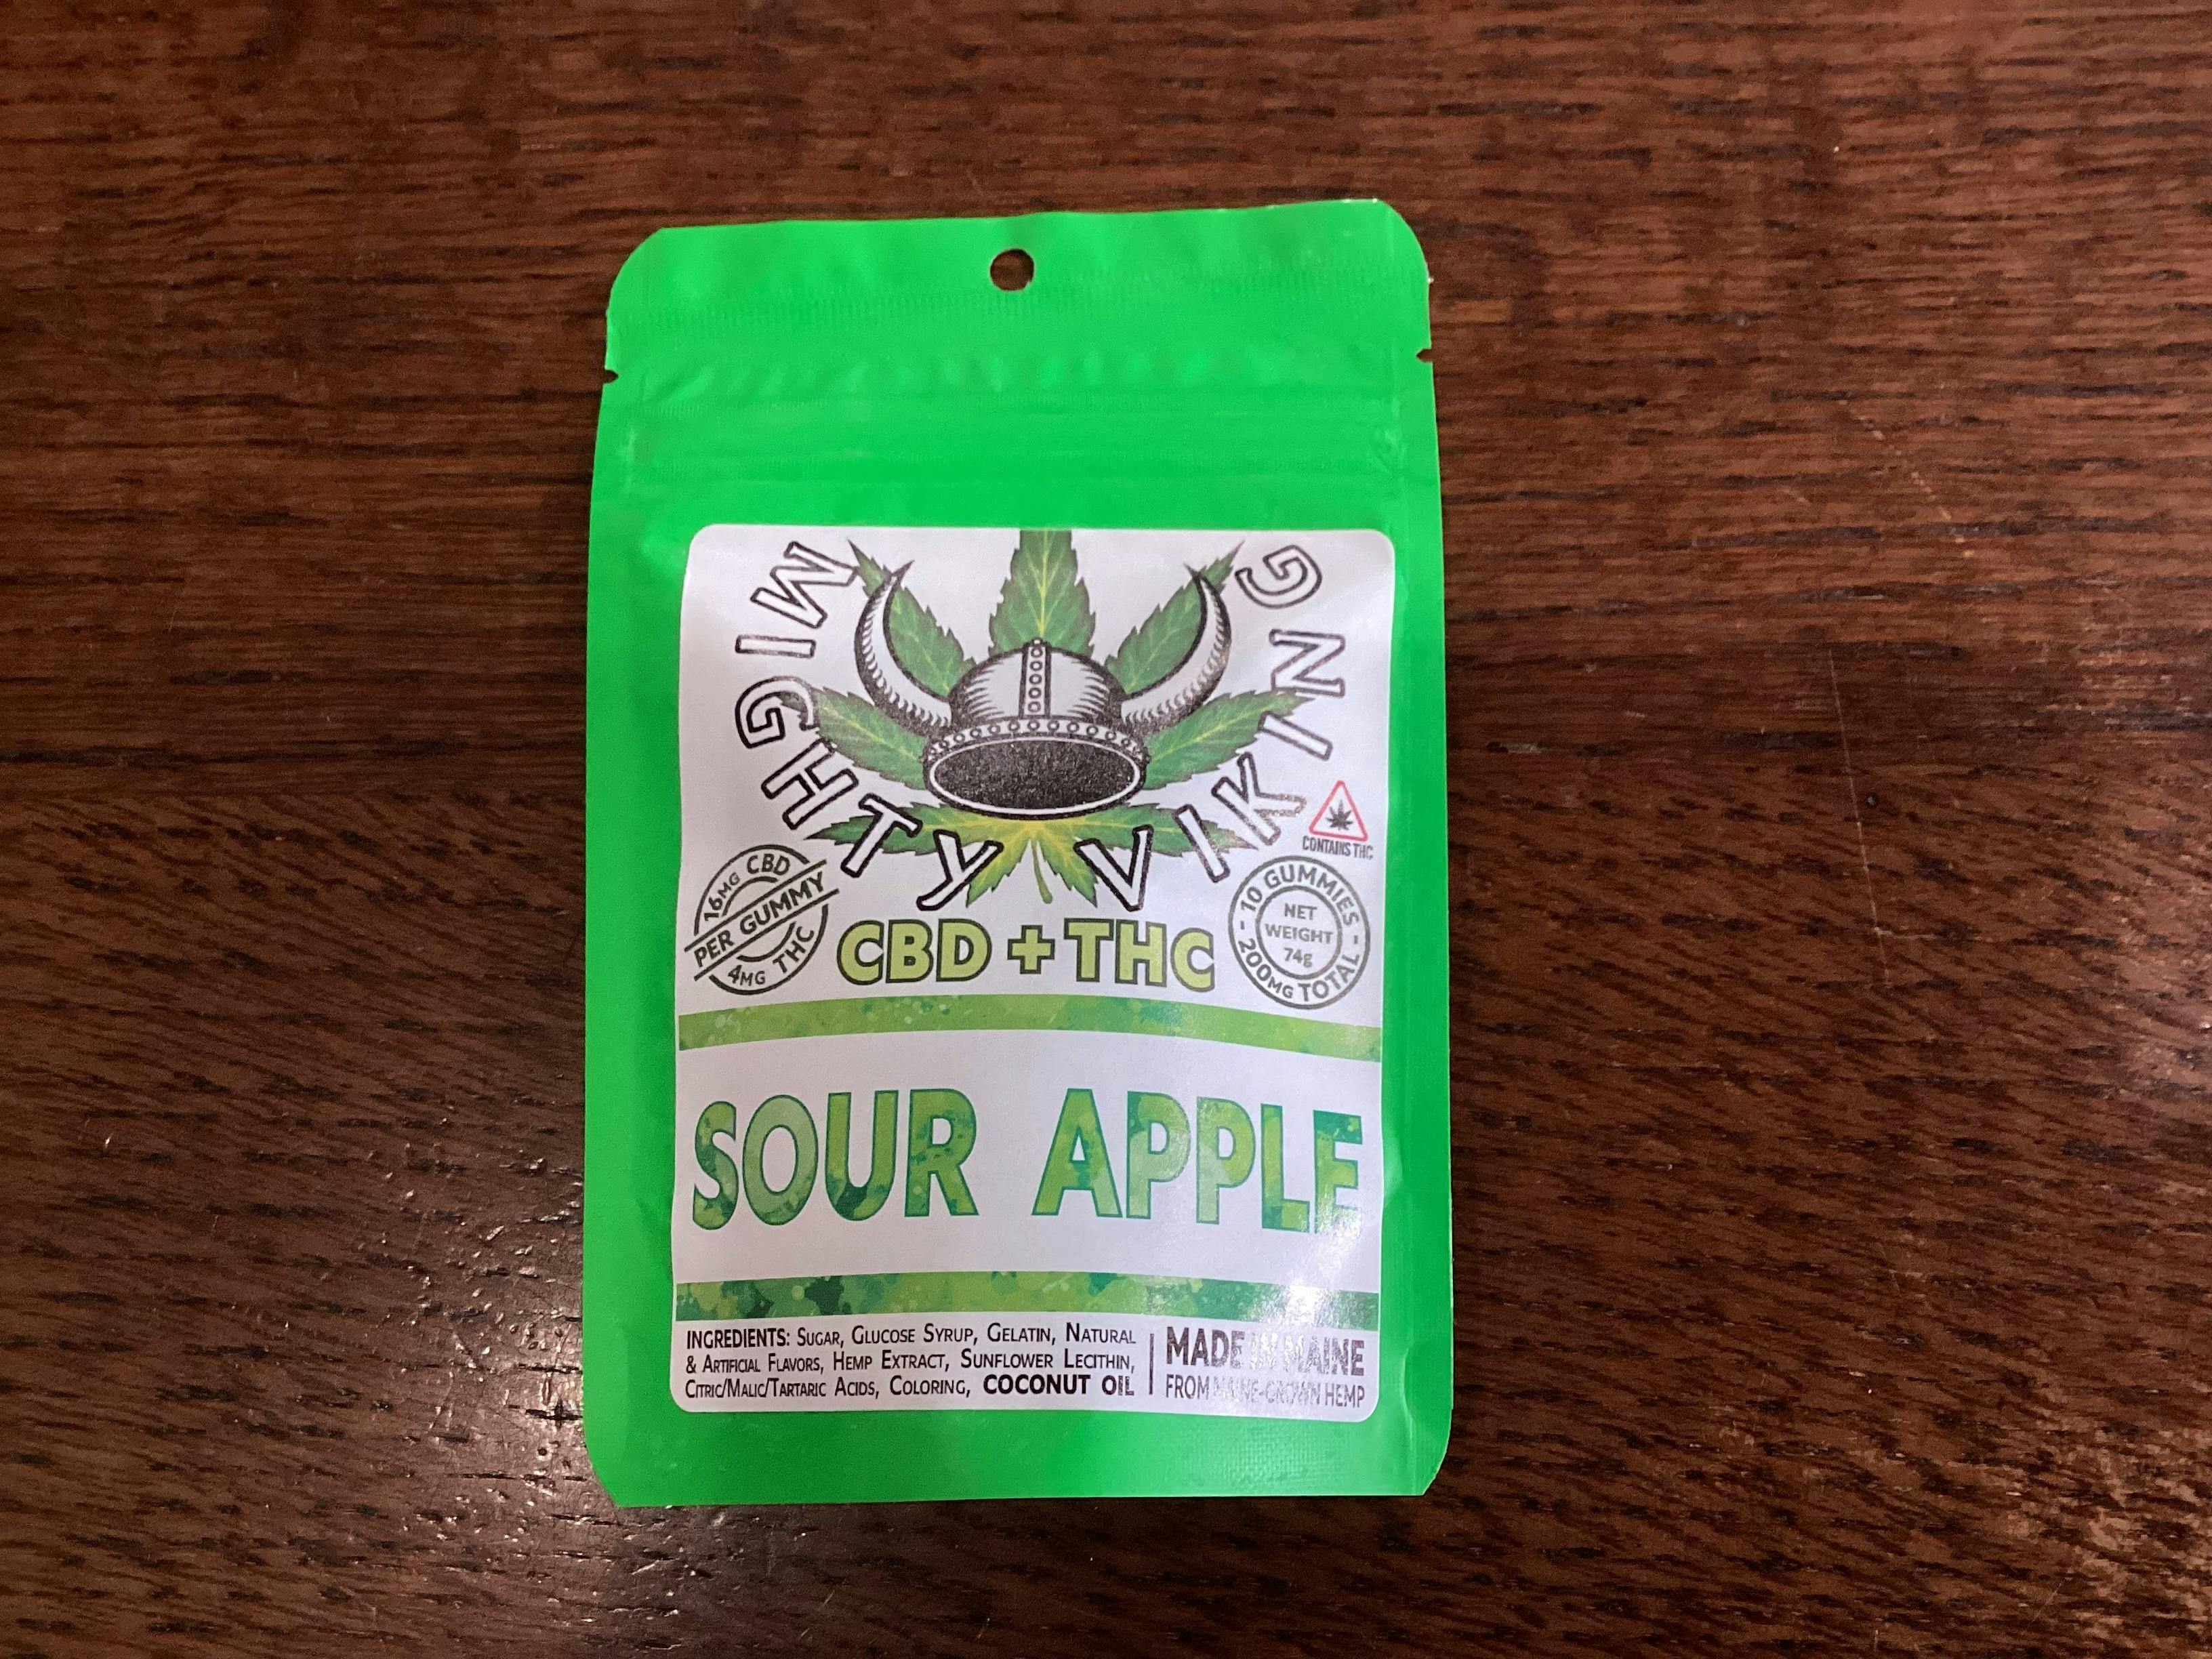 MIGHTY VIKING
CONTAINS THC
16MG CBD
PER GUMMY
4MG THC
CBD + THC
- 10 GUMMIES -
NET
WEIGHT
74g
200MG TOTAL
SOUR APPLE
INGREDIENTS: SUGAR, GLUCOSE SYRUP, GELATIN, NATURAL
& ARTIFICIAL FLAVORS, HEMP EXTRACT, SUNFLOWER LECITHIN,
CITRIC/MALIC/TARTARIC ACIDS, COLORING, COCONUT OIL
MADE IN MAINE
FROM MAINE-GROWN HEMP